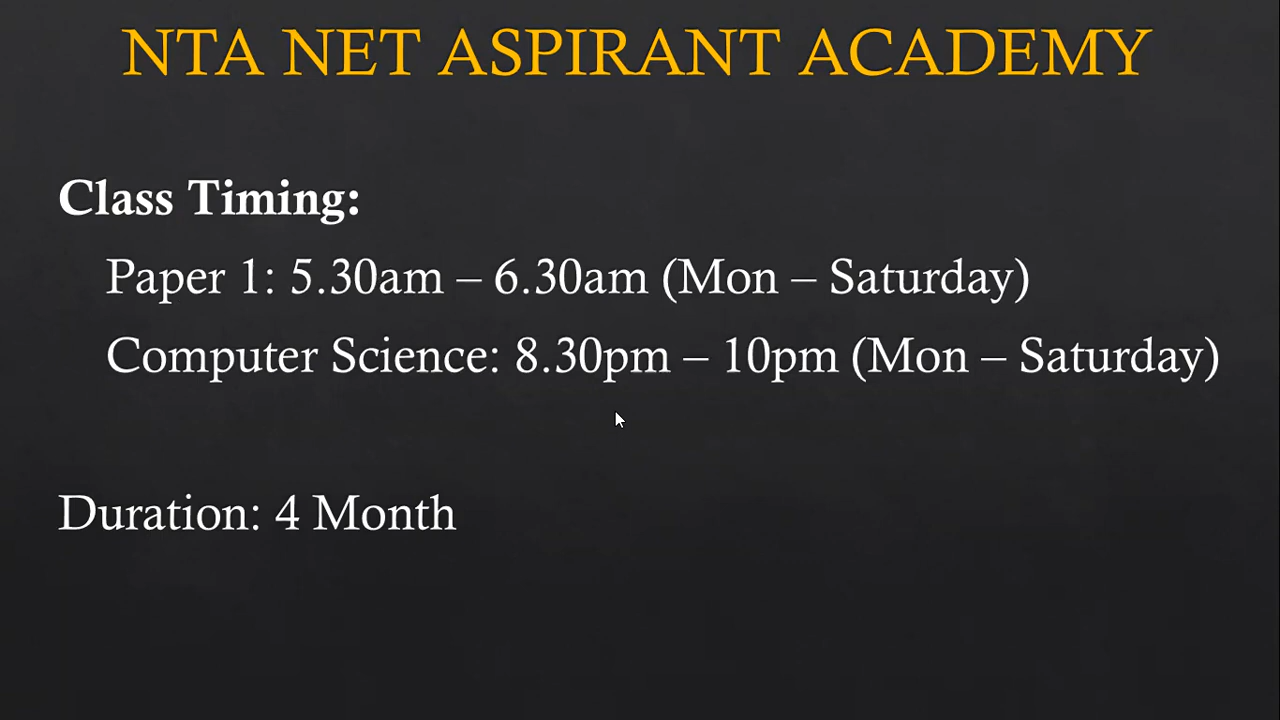 NTA NET ASPIRANT ACADEMY
Class Timing:
Paper 1: 5.30am – 6.30am (Mon – Saturday)
Computer Science: 8.30pm – 10pm (Mon – Saturday)
Duration: 4 Month